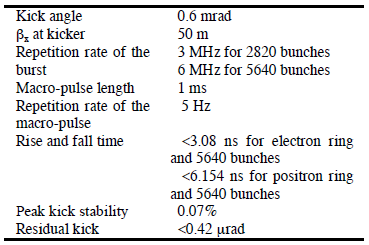 Kick angle 0.6 mrad
βx at kicker 50 m
Repetition rate of the 3 MHz for 2820 bunches
burst 6 MHz for 5640 bunches
Macro-pulse length 1 ms
Repetition rate of the 5 Hz
macro-pulse
Rise and fall time <3.08 ns for electron ring
and 5640 bunches
<6.154 ns for positron ring
and 5640 bunches
Peak kick stability 0.07%
Residual kick <0.42 μrad